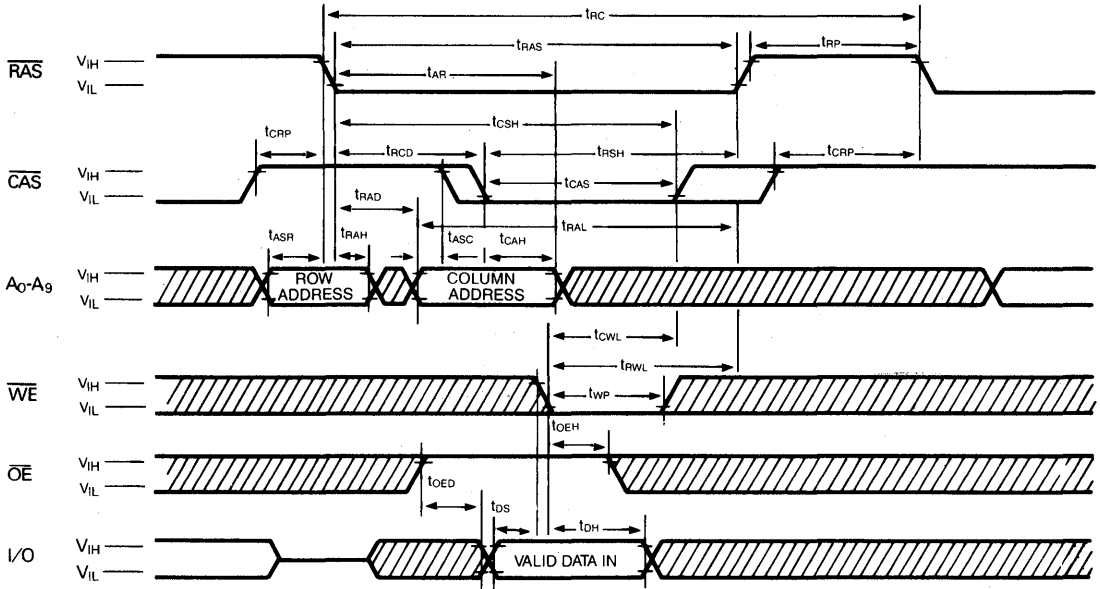 tRC
tRAS
tRP
tAR
RAS
VIH
VIL
tCSH
tCRP
tRCD
tRSH
tCRP
CAS
VIH
VIL
tCAS
tRAD
tRAL
tASR
tRAH
tASC
tCAH
A0-A9
VIH
VIL
ROW
ADDRESS
COLUMN
ADDRESS
tCWL
tRWL
WE
VIH
VIL
tWP
tOEH
OE
VIH
VIL
tOED
tDS
tDH
I/O
VIH
VIL
VALID DATA IN